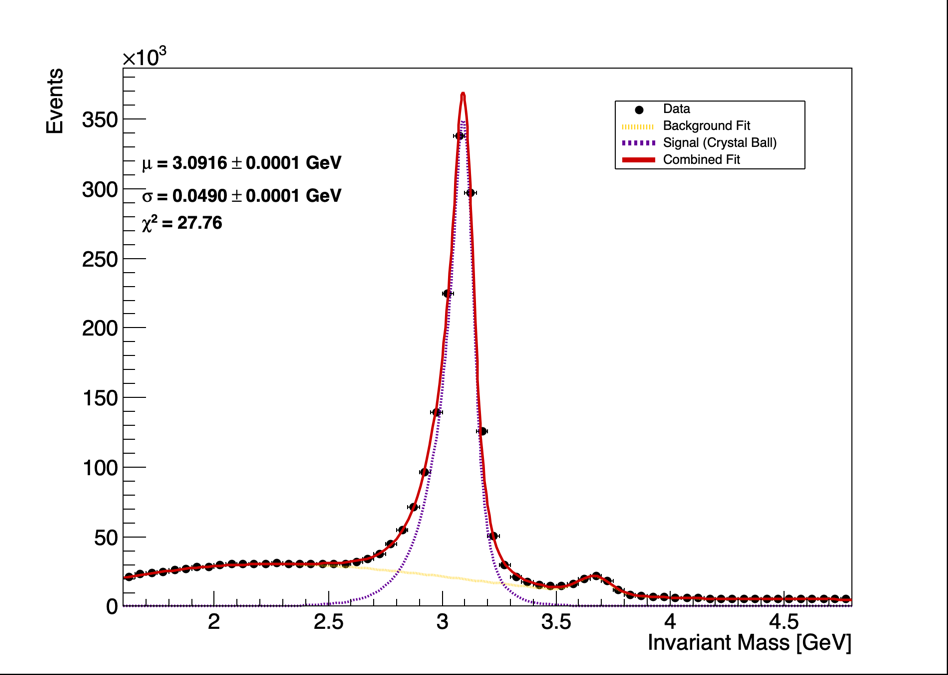 ×10³
Events
350
300
250
200
150
100
50
0
μ = 3.0916 ± 0.0001 GeV
σ = 0.0490 ± 0.0001 GeV
χ² = 27.76
Data
Background Fit
Signal (Crystal Ball)
Combined Fit
2 2.5 3 3.5 4 4.5
Invariant Mass [GeV]